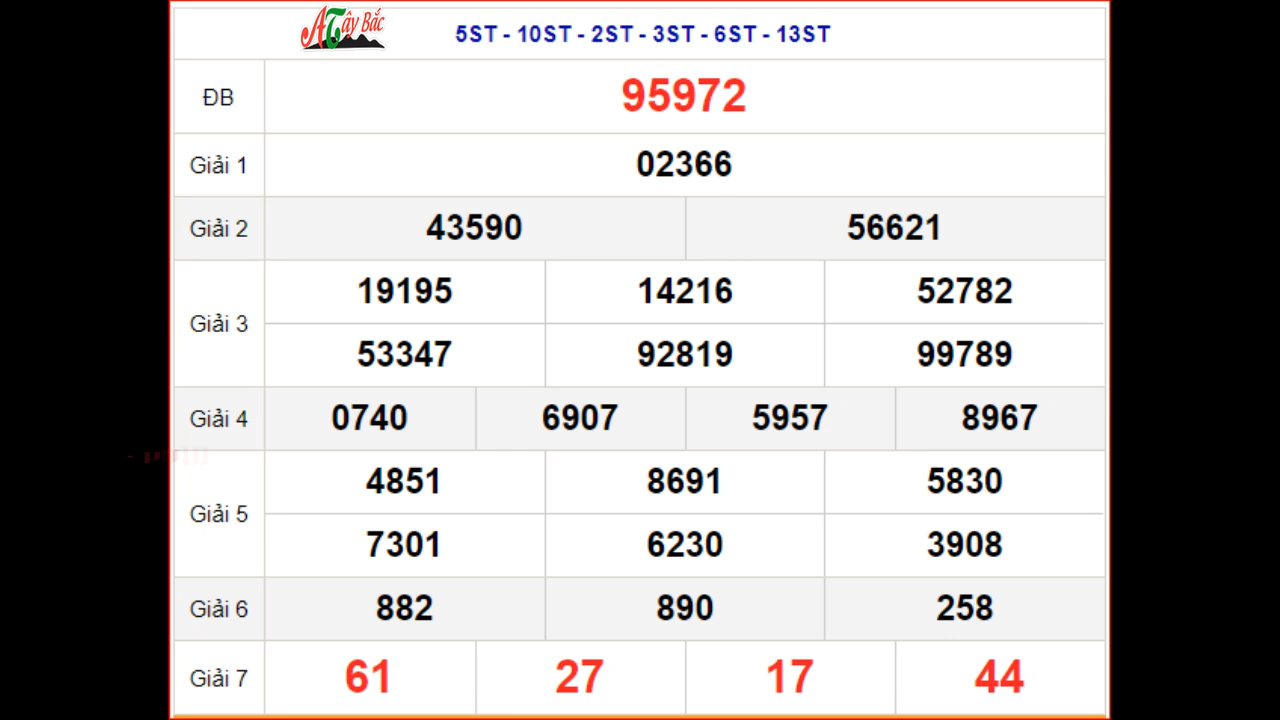 ATây Bắc 5ST - 10ST - 2ST - 3ST - 6ST - 13ST
ĐB 95972
Giải 1 02366
Giải 2 43590 56621
Giải 3 19195 14216 52782
53347 92819 99789
Giải 4 0740 6907 5957 8967
Giải 5 4851 8691 5830
7301 6230 3908
Giải 6 882 890 258
Giải 7 61 27 17 44